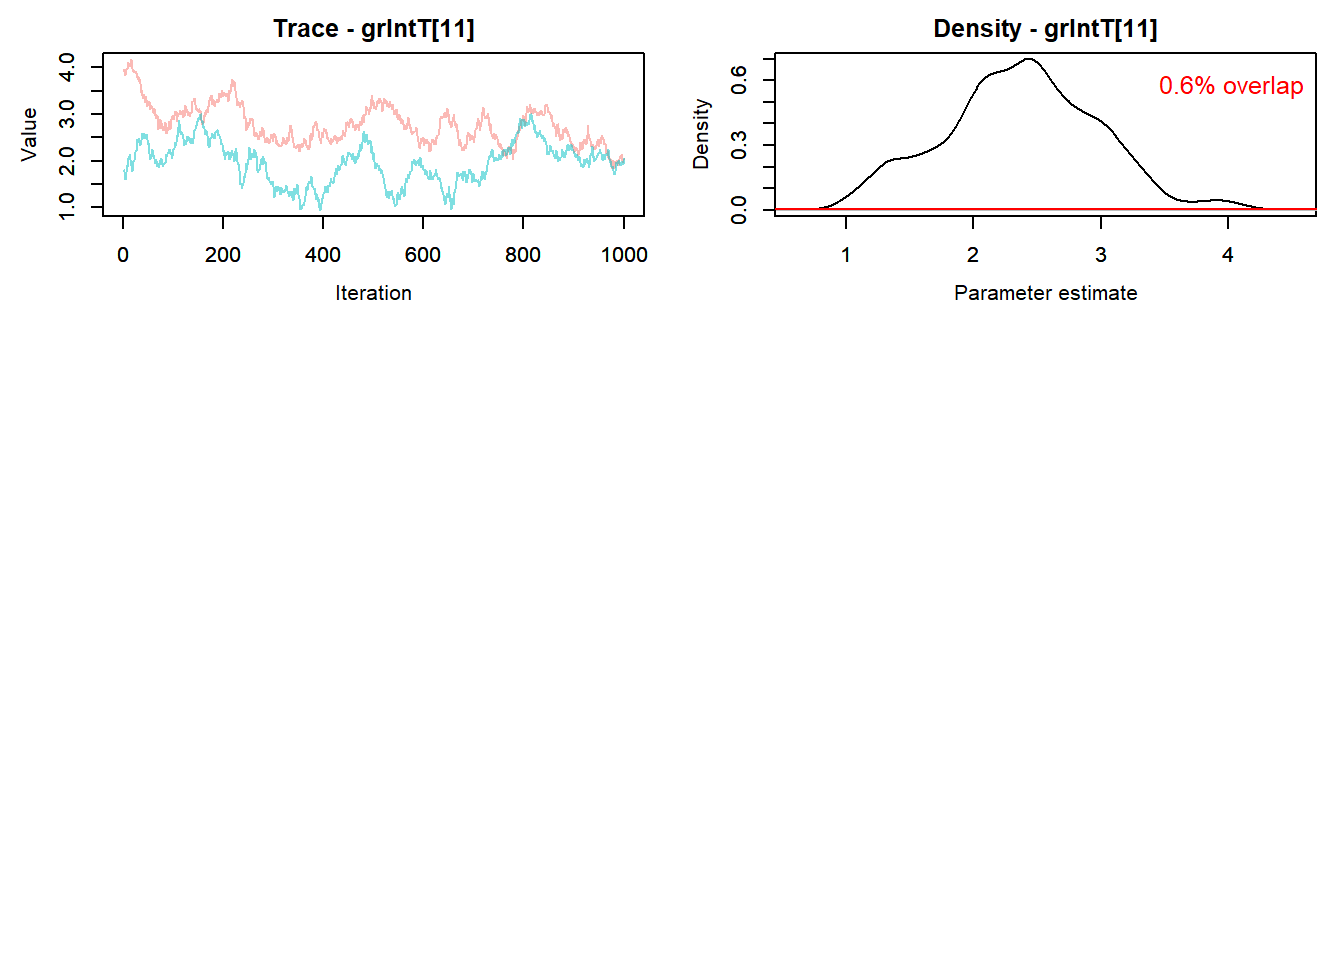 Trace - grIntT[11]
Value
4.0
3.0
2.0
1.0
0 200 400 600 800 1000
Iteration
Density - grIntT[11]
0.6% overlap
Density
0.6
0.3
0.0
1 2 3 4
Parameter estimate